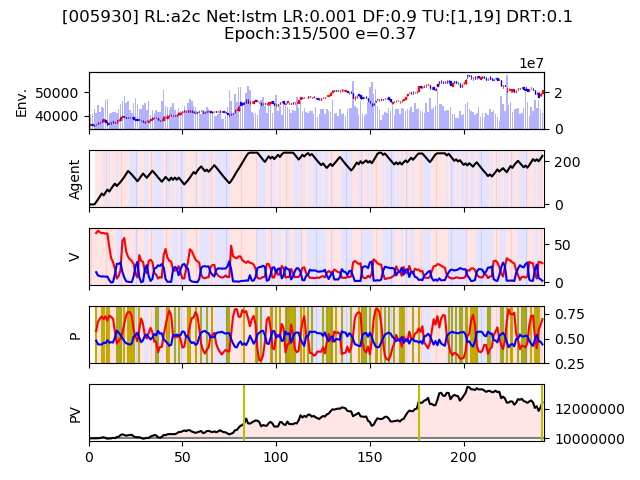 [005930] RL:a2c Net:lstm LR:0.001 DF:0.9 TU:[1,19] DRT:0.1
Epoch:315/500 e=0.37
1e7
Env.
50000
40000
2
0
Agent
200
0
V
50
0
P
0.75
0.50
0.25
PV
12000000
10000000
0
50
100
150
200